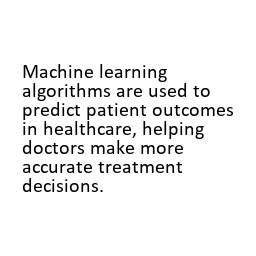 Machine learning
algorithms are used to
predict patient outcomes
in healthcare, helping
doctors make more
accurate treatment
decisions.